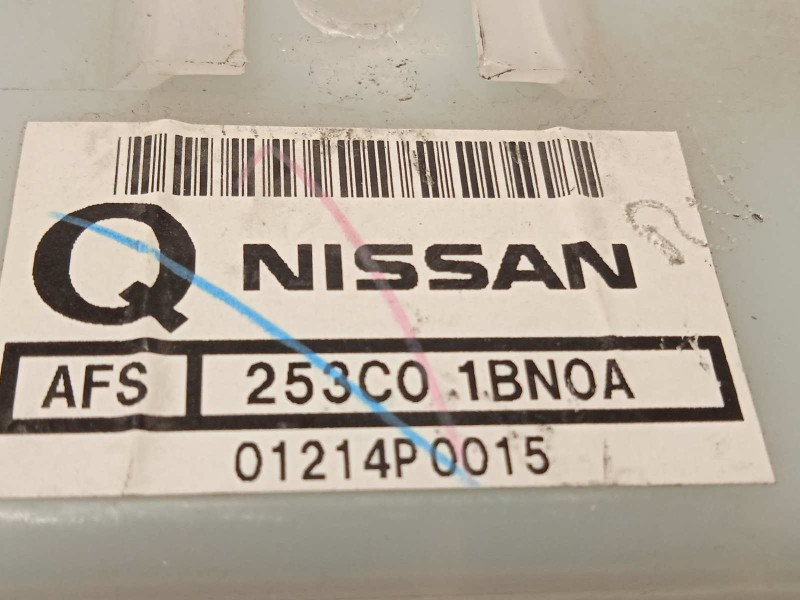 Q NISSAN
AFS 253C0 1BN0A
01214P0015